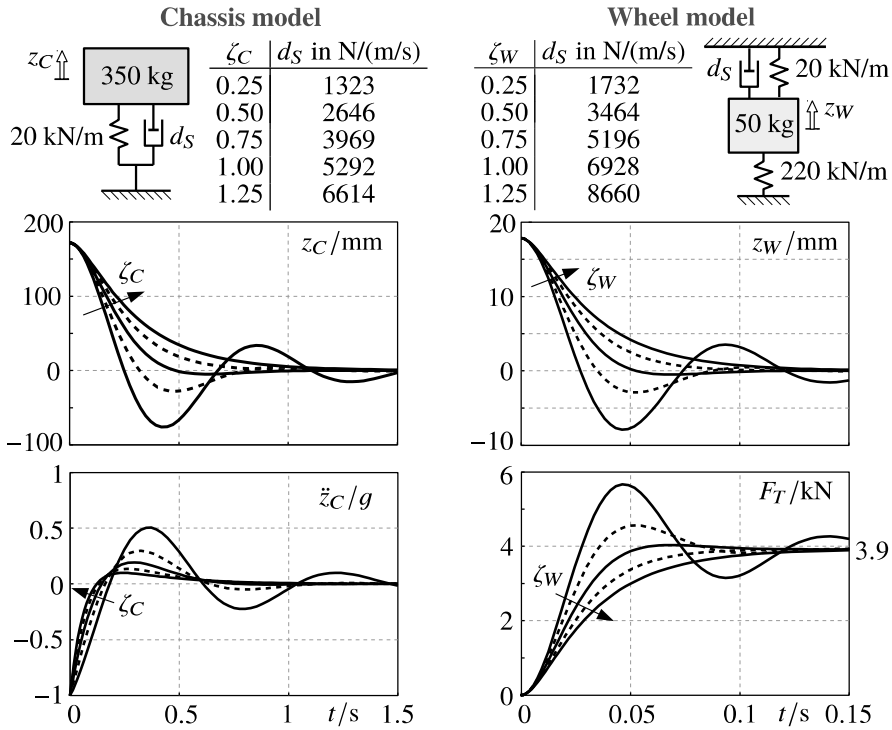 Chassis model
z_C
350 kg
20 kN/m
d_S
ζ_C d_S in N/(m/s)
0.25 1323
0.50 2646
0.75 3969
1.00 5292
1.25 6614
Wheel model
ζ_W d_S in N/(m/s)
0.25 1732
0.50 3464
0.75 5196
1.00 6928
1.25 8660
d_S
20 kN/m
50 kg
z_W
220 kN/m
200
100
0
−100
z_C/mm
ζ_C
20
10
0
−10
z_W/mm
ζ_W
1
0.5
0
−0.5
−1
z̈_C/g
ζ_C
0 0.5 1 t/s 1.5
6
4
2
0
F_T/kN
3.9
ζ_W
0 0.05 0.1 t/s 0.15